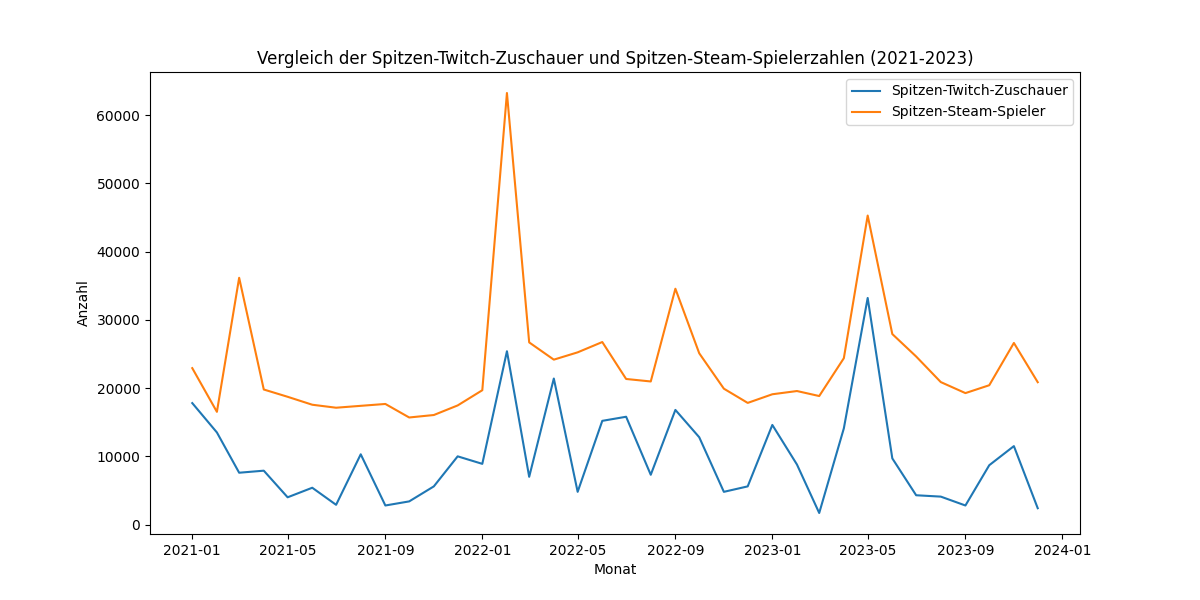 Vergleich der Spitzen-Twitch-Zuschauer und Spitzen-Steam-Spielerzahlen (2021-2023)
Spitzen-Twitch-Zuschauer
Spitzen-Steam-Spieler
Anzahl
60000
50000
40000
30000
20000
10000
0
2021-01 2021-05 2021-09 2022-01 2022-05 2022-09 2023-01 2023-05 2023-09 2024-01
Monat